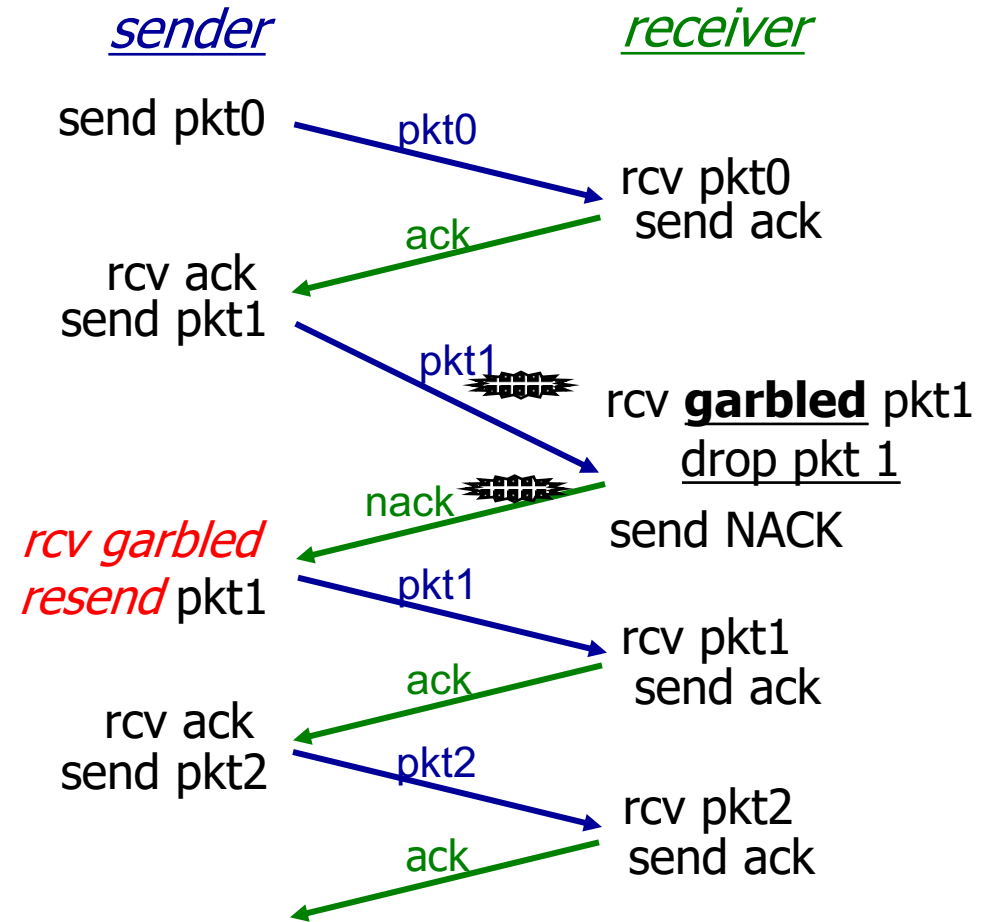 sender
receiver
send pkt0
pkt0
rcv pkt0
send ack
ack
rcv ack
send pkt1
pkt1
rcv garbled pkt1
drop pkt 1
nack
send NACK
rcv garbled
resend pkt1
pkt1
rcv pkt1
send ack
ack
rcv ack
send pkt2
pkt2
rcv pkt2
send ack
ack